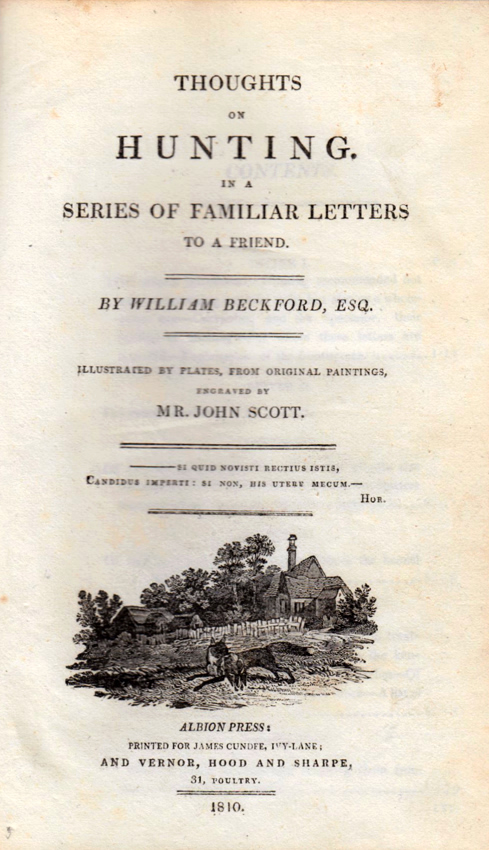 THOUGHTS
ON
HUNTING.
IN A
SERIES OF FAMILIAR LETTERS
TO A FRIEND.
BY WILLIAM BECKFORD, ESQ.
ILLUSTRATED BY PLATES, FROM ORIGINAL PAINTINGS,
ENGRAVED BY
MR. JOHN SCOTT.
———SI QUID NOVISTI RECTIUS ISTIS,
CANDIDUS IMPERTI: SI NON, HIS UTERE MECUM.—
HOR.
ALBION PRESS:
PRINTED FOR JAMES CUNDEE, IVY-LANE;
AND VERNOR, HOOD AND SHARPE,
31, POULTRY.
1810.